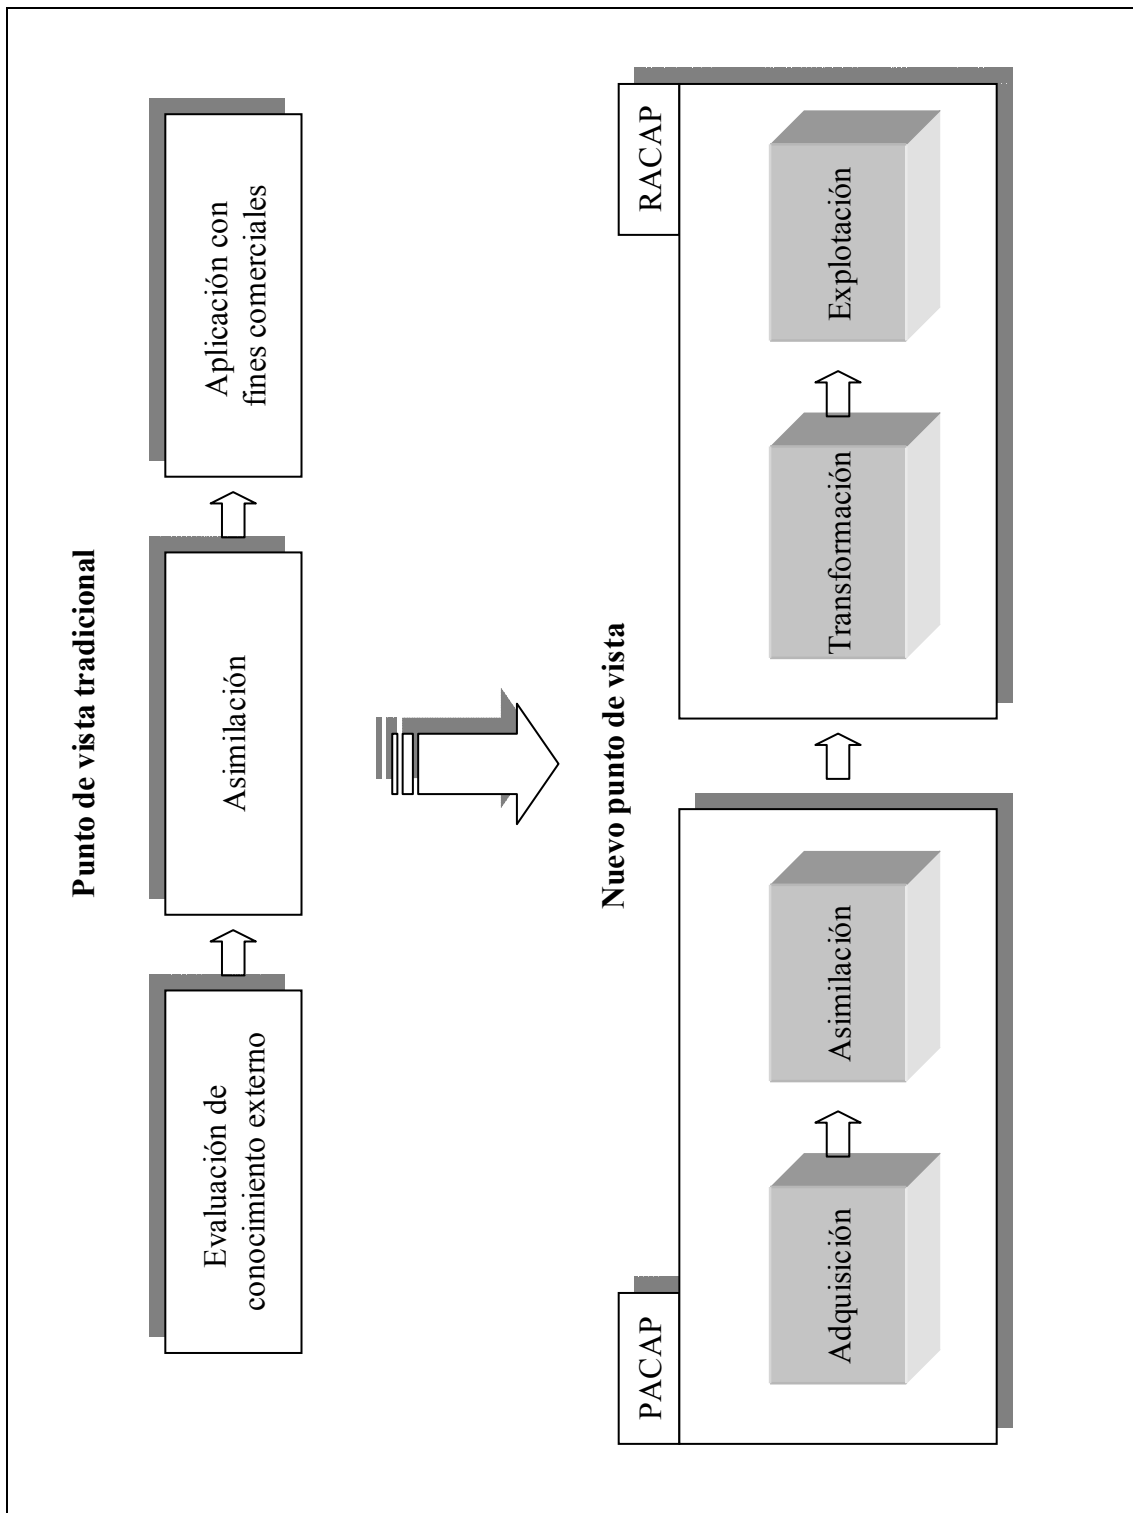 Punto de vista tradicional
Evaluación de
conocimiento externo
Asimilación
Aplicación con
fines comerciales
Nuevo punto de vista
PACAP
Adquisición
Asimilación
RACAP
Transformación
Explotación